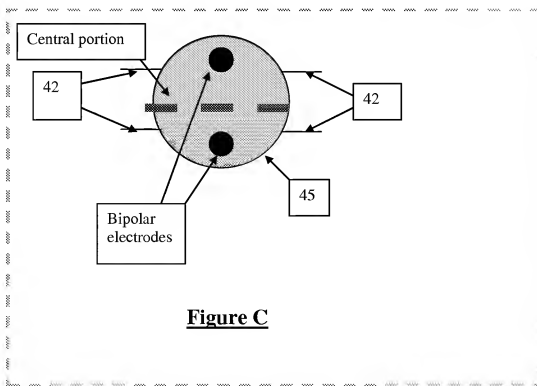 Central portion
42
42
45
Bipolar
electrodes
Figure C